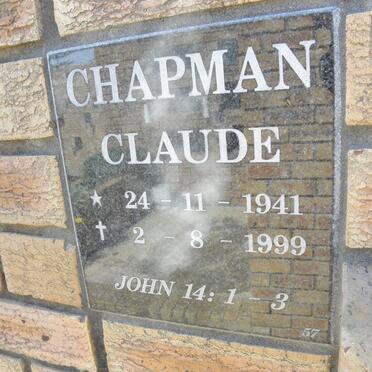 CHAPMAN
CLAUDE
★ 24 - 11 - 1941
✝ 2 - 8 - 1999
JOHN 14: 1 - 3
57